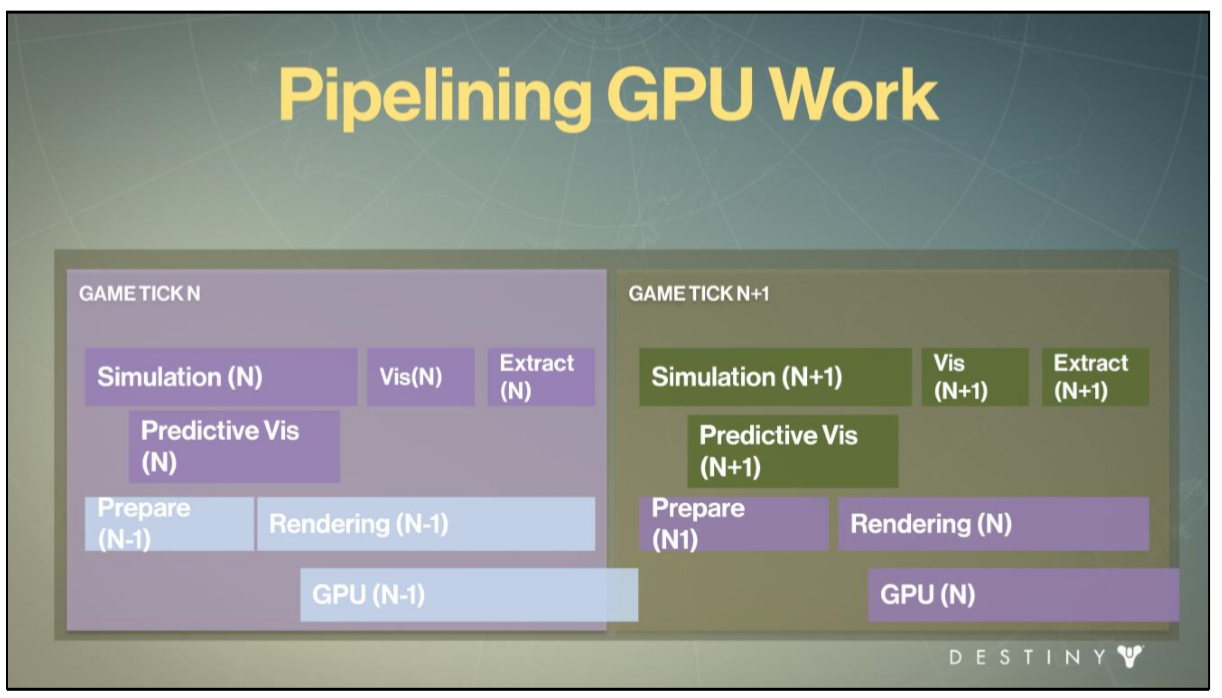 Pipelining GPU Work
GAME TICK N
Simulation (N)
Vis(N)
Extract
(N)
Predictive Vis
(N)
Prepare
(N-1)
Rendering (N-1)
GPU (N-1)
GAME TICK N+1
Simulation (N+1)
Vis
(N+1)
Extract
(N+1)
Predictive Vis
(N+1)
Prepare
(N1)
Rendering (N)
GPU (N)
DESTINY